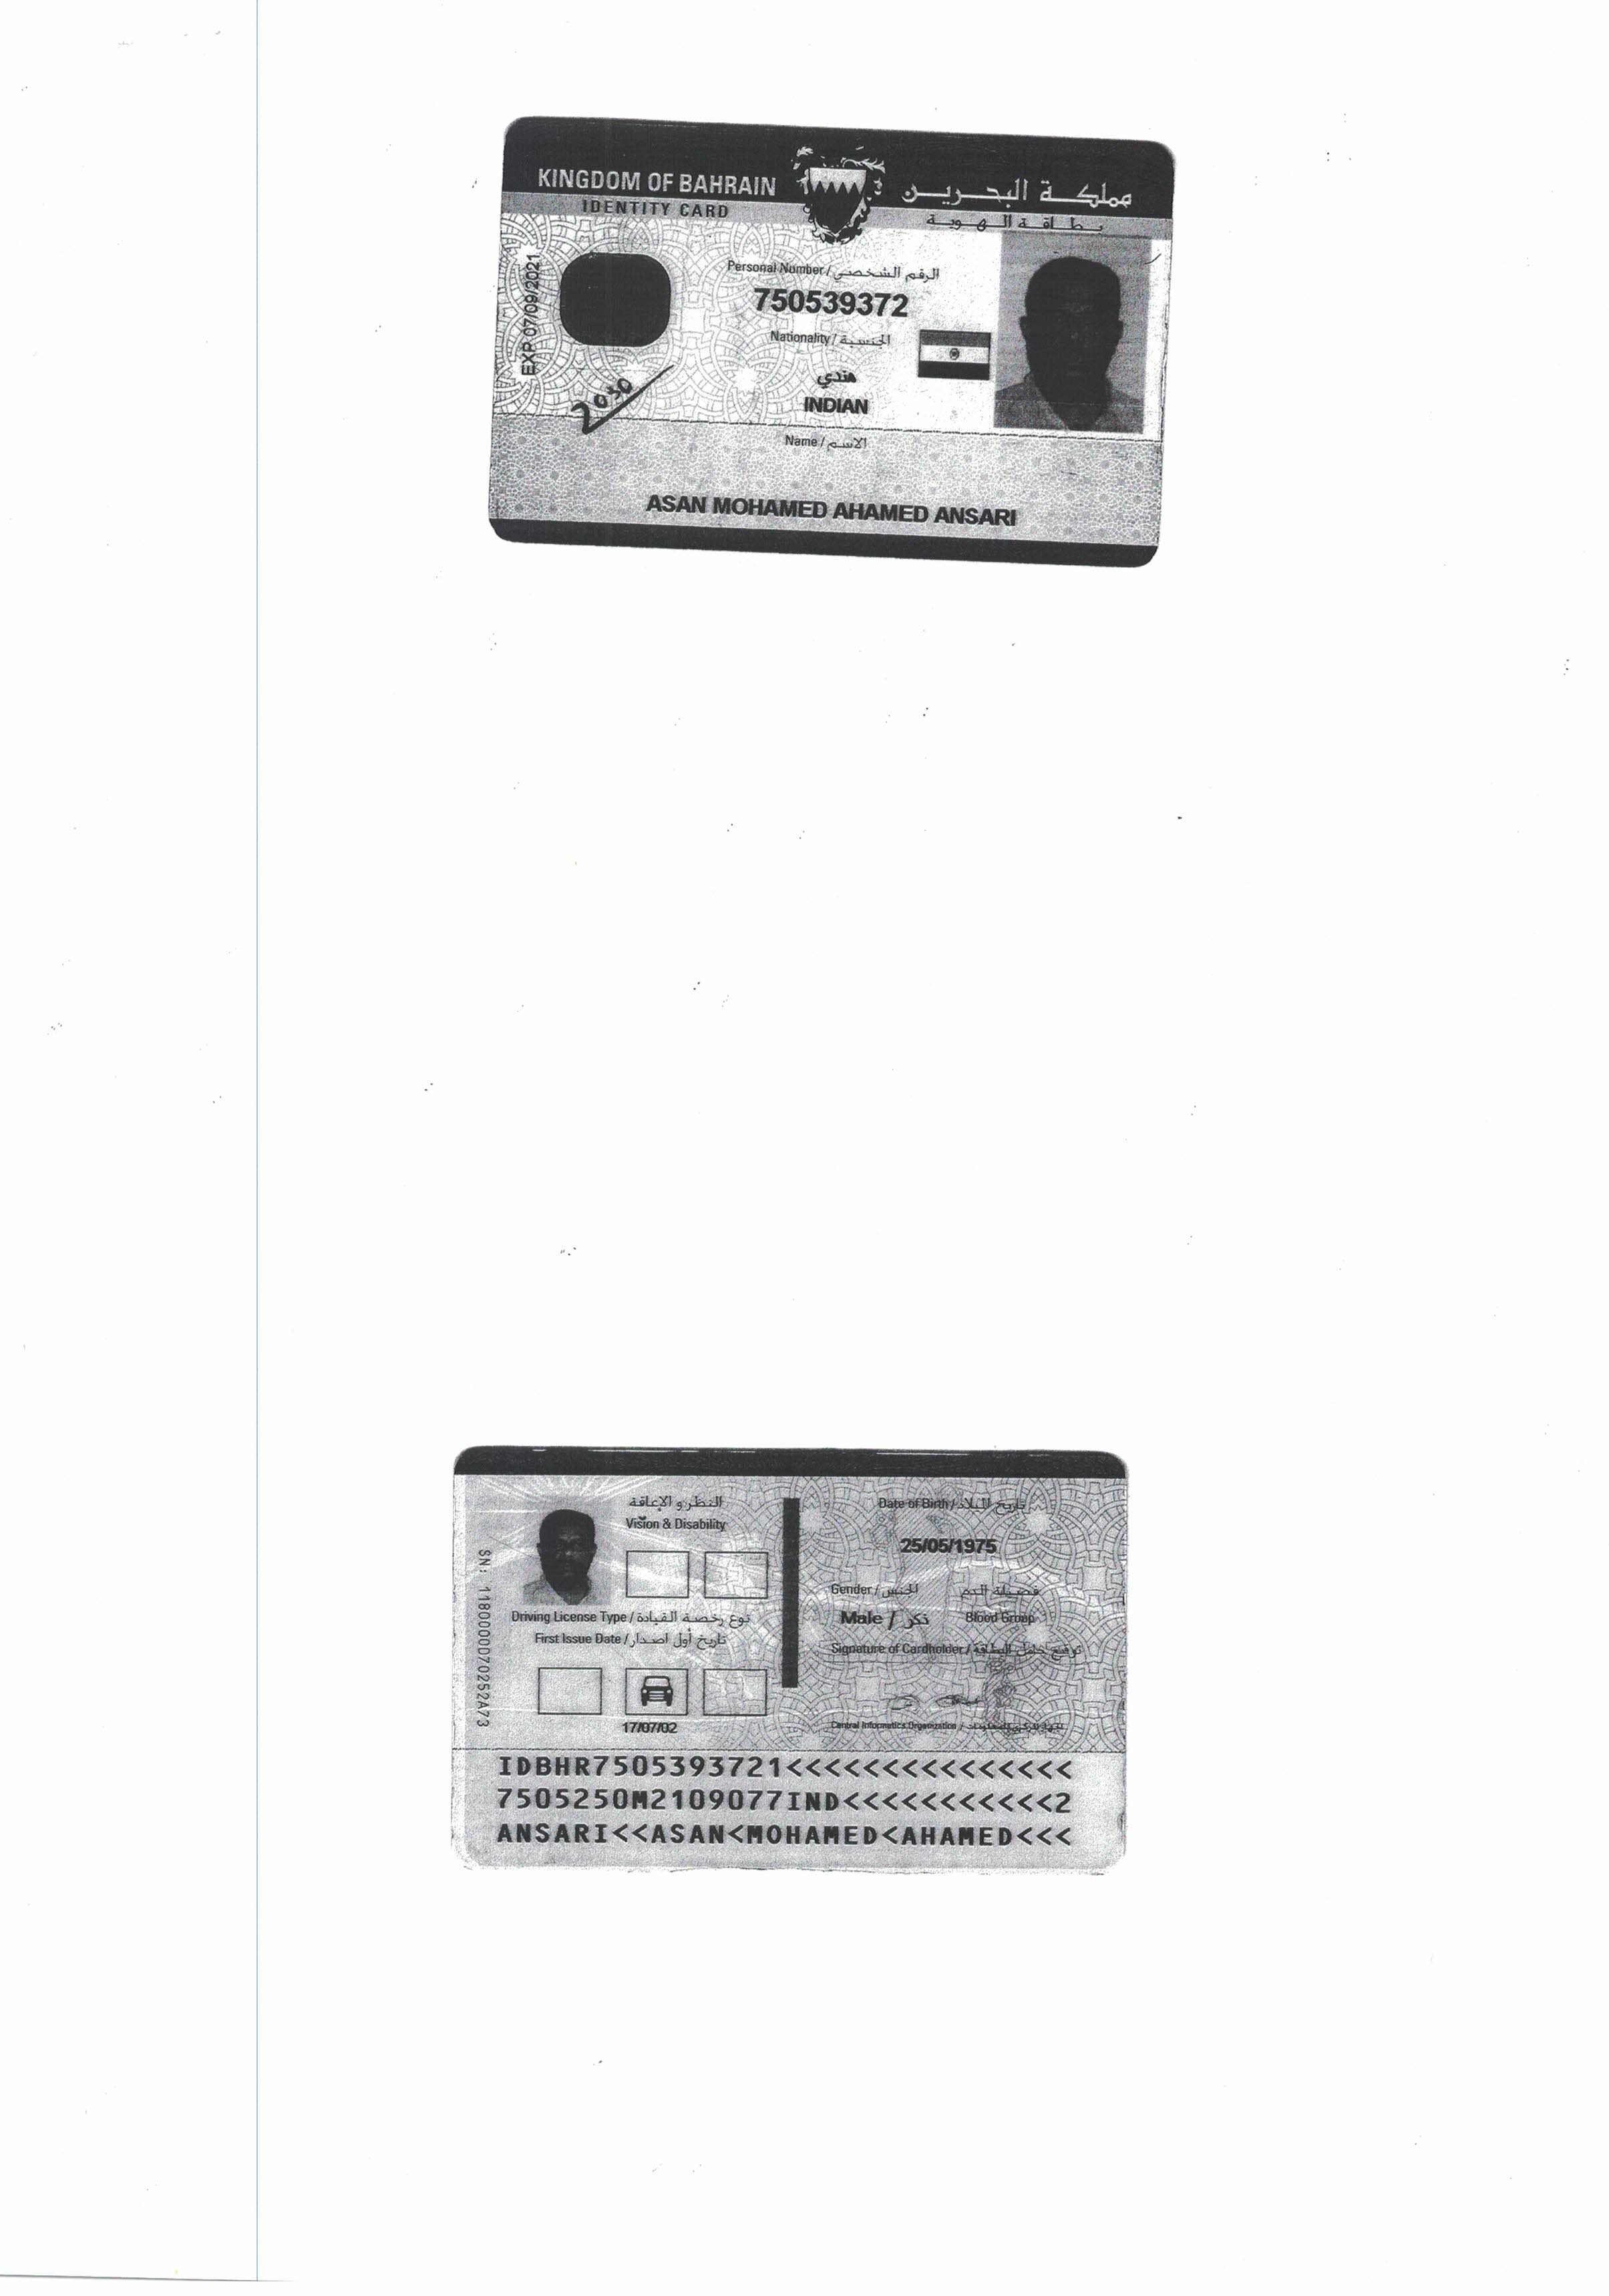 KINGDOM OF BAHRAIN
مملكة البحرين
IDENTITY CARD
بطاقة الهوية
EXP 07/09/2021
Personal Number / الرقم الشخصي
750539372
Nationality / الجنسية
هندي
INDIAN
2030
Name / الاسم
ASAN MOHAMED AHAMED ANSARI
SN: 1180000070252A73
النظر و الإعاقة
Vision & Disability
Driving License Type / نوع رخصة القيادة
First Issue Date / تاريخ أول اصدار
17/07/02
Date of Birth / تاريخ الميلاد
25/05/1975
Gender / الجنس
فصيلة الدم
Male / ذكر
Blood Group
Signature of Cardholder / توقيع حامل البطاقة
Central Informatics Organization / الجهاز المركزي للمعلومات
IDBHR7505393721<<<<<<<<<<<<<<<
7505250M2109077IND<<<<<<<<<<<2
ANSARI<<ASAN<MOHAMED<AHAMED<<<